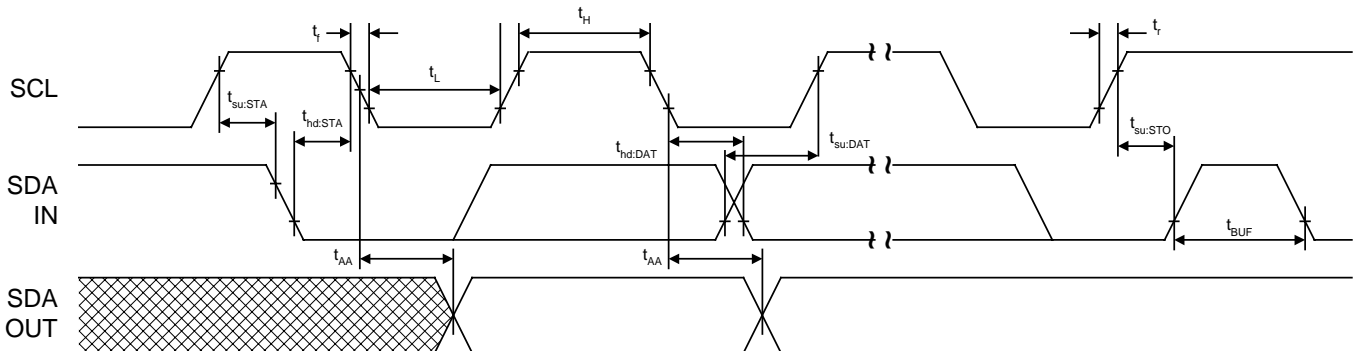 t_f
t_H
t_r
SCL
t_L
t_su:STA
t_hd:STA
t_su:STO
t_hd:DAT
t_su:DAT
SDA
IN
t_BUF
t_AA
t_AA
SDA
OUT